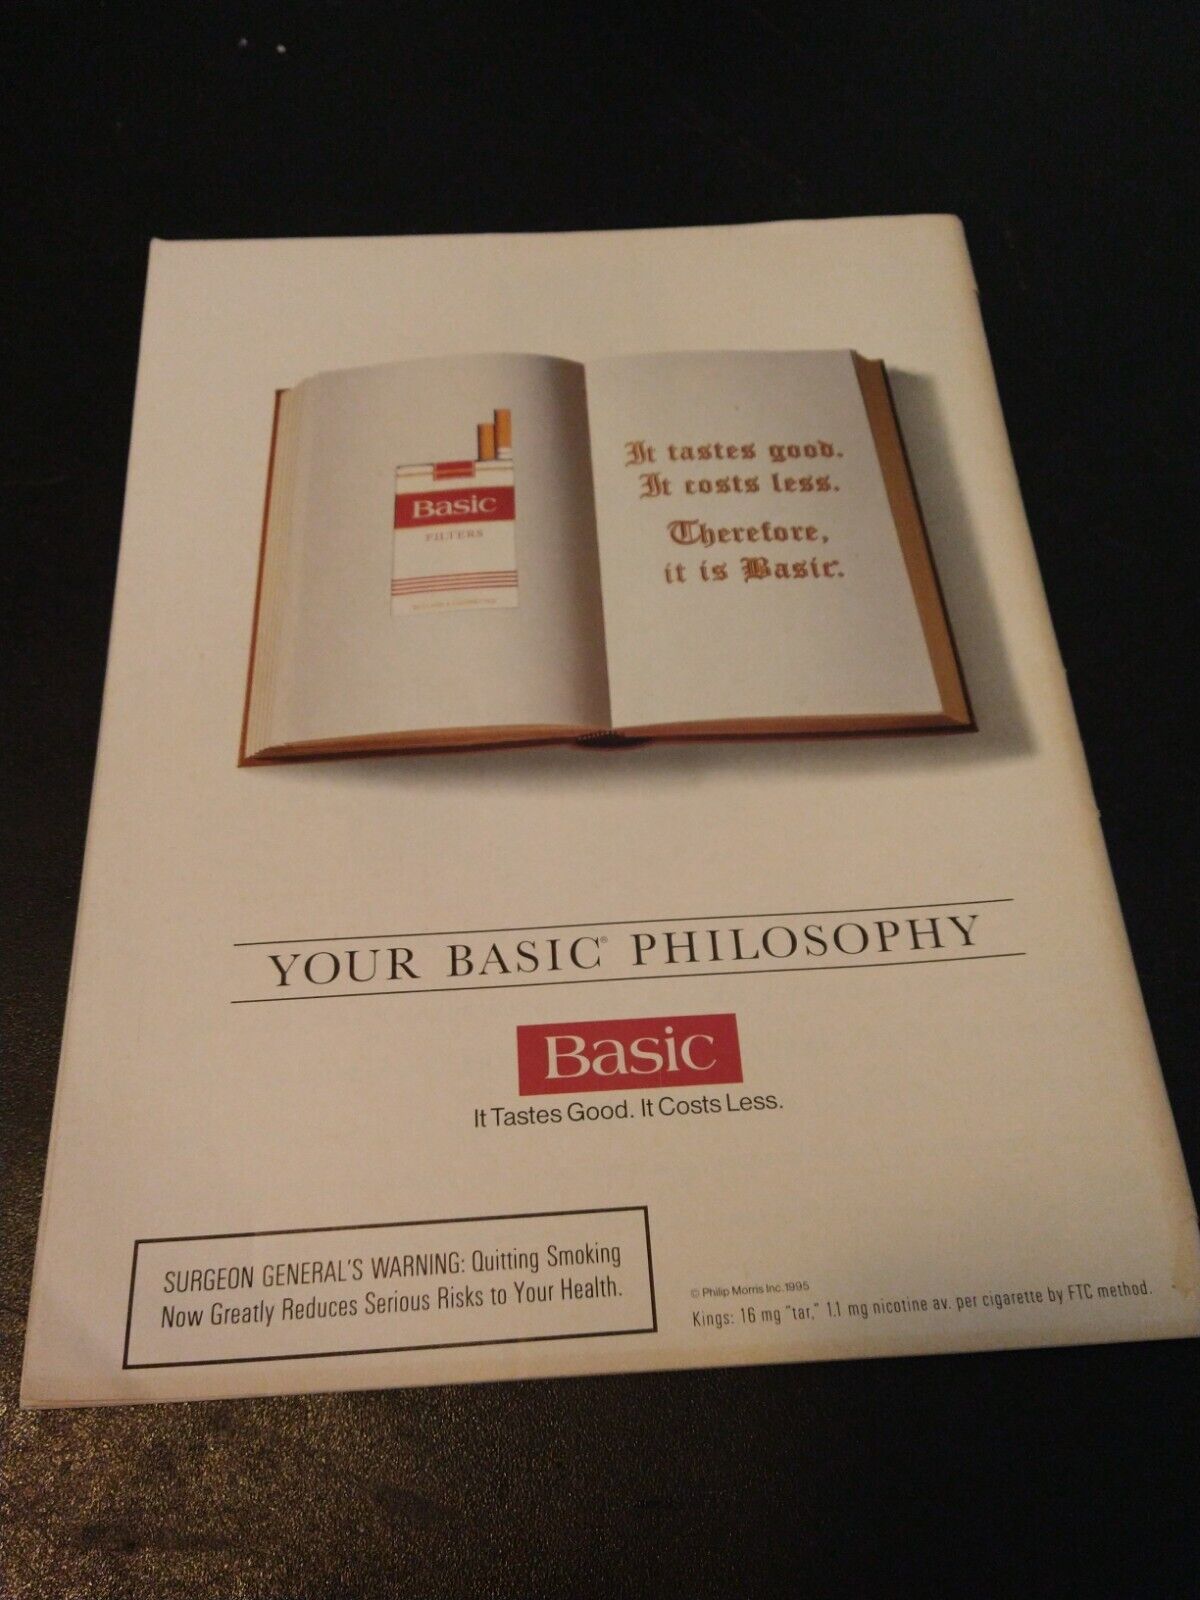 Basic
FILTERS
It tastes good.
It costs less.
Therefore,
it is Basic.
YOUR BASIC® PHILOSOPHY
Basic
It Tastes Good. It Costs Less.
SURGEON GENERAL'S WARNING: Quitting Smoking
Now Greatly Reduces Serious Risks to Your Health.
© Philip Morris Inc. 1995
Kings: 16 mg "tar," 1.1 mg nicotine av. per cigarette by FTC method.